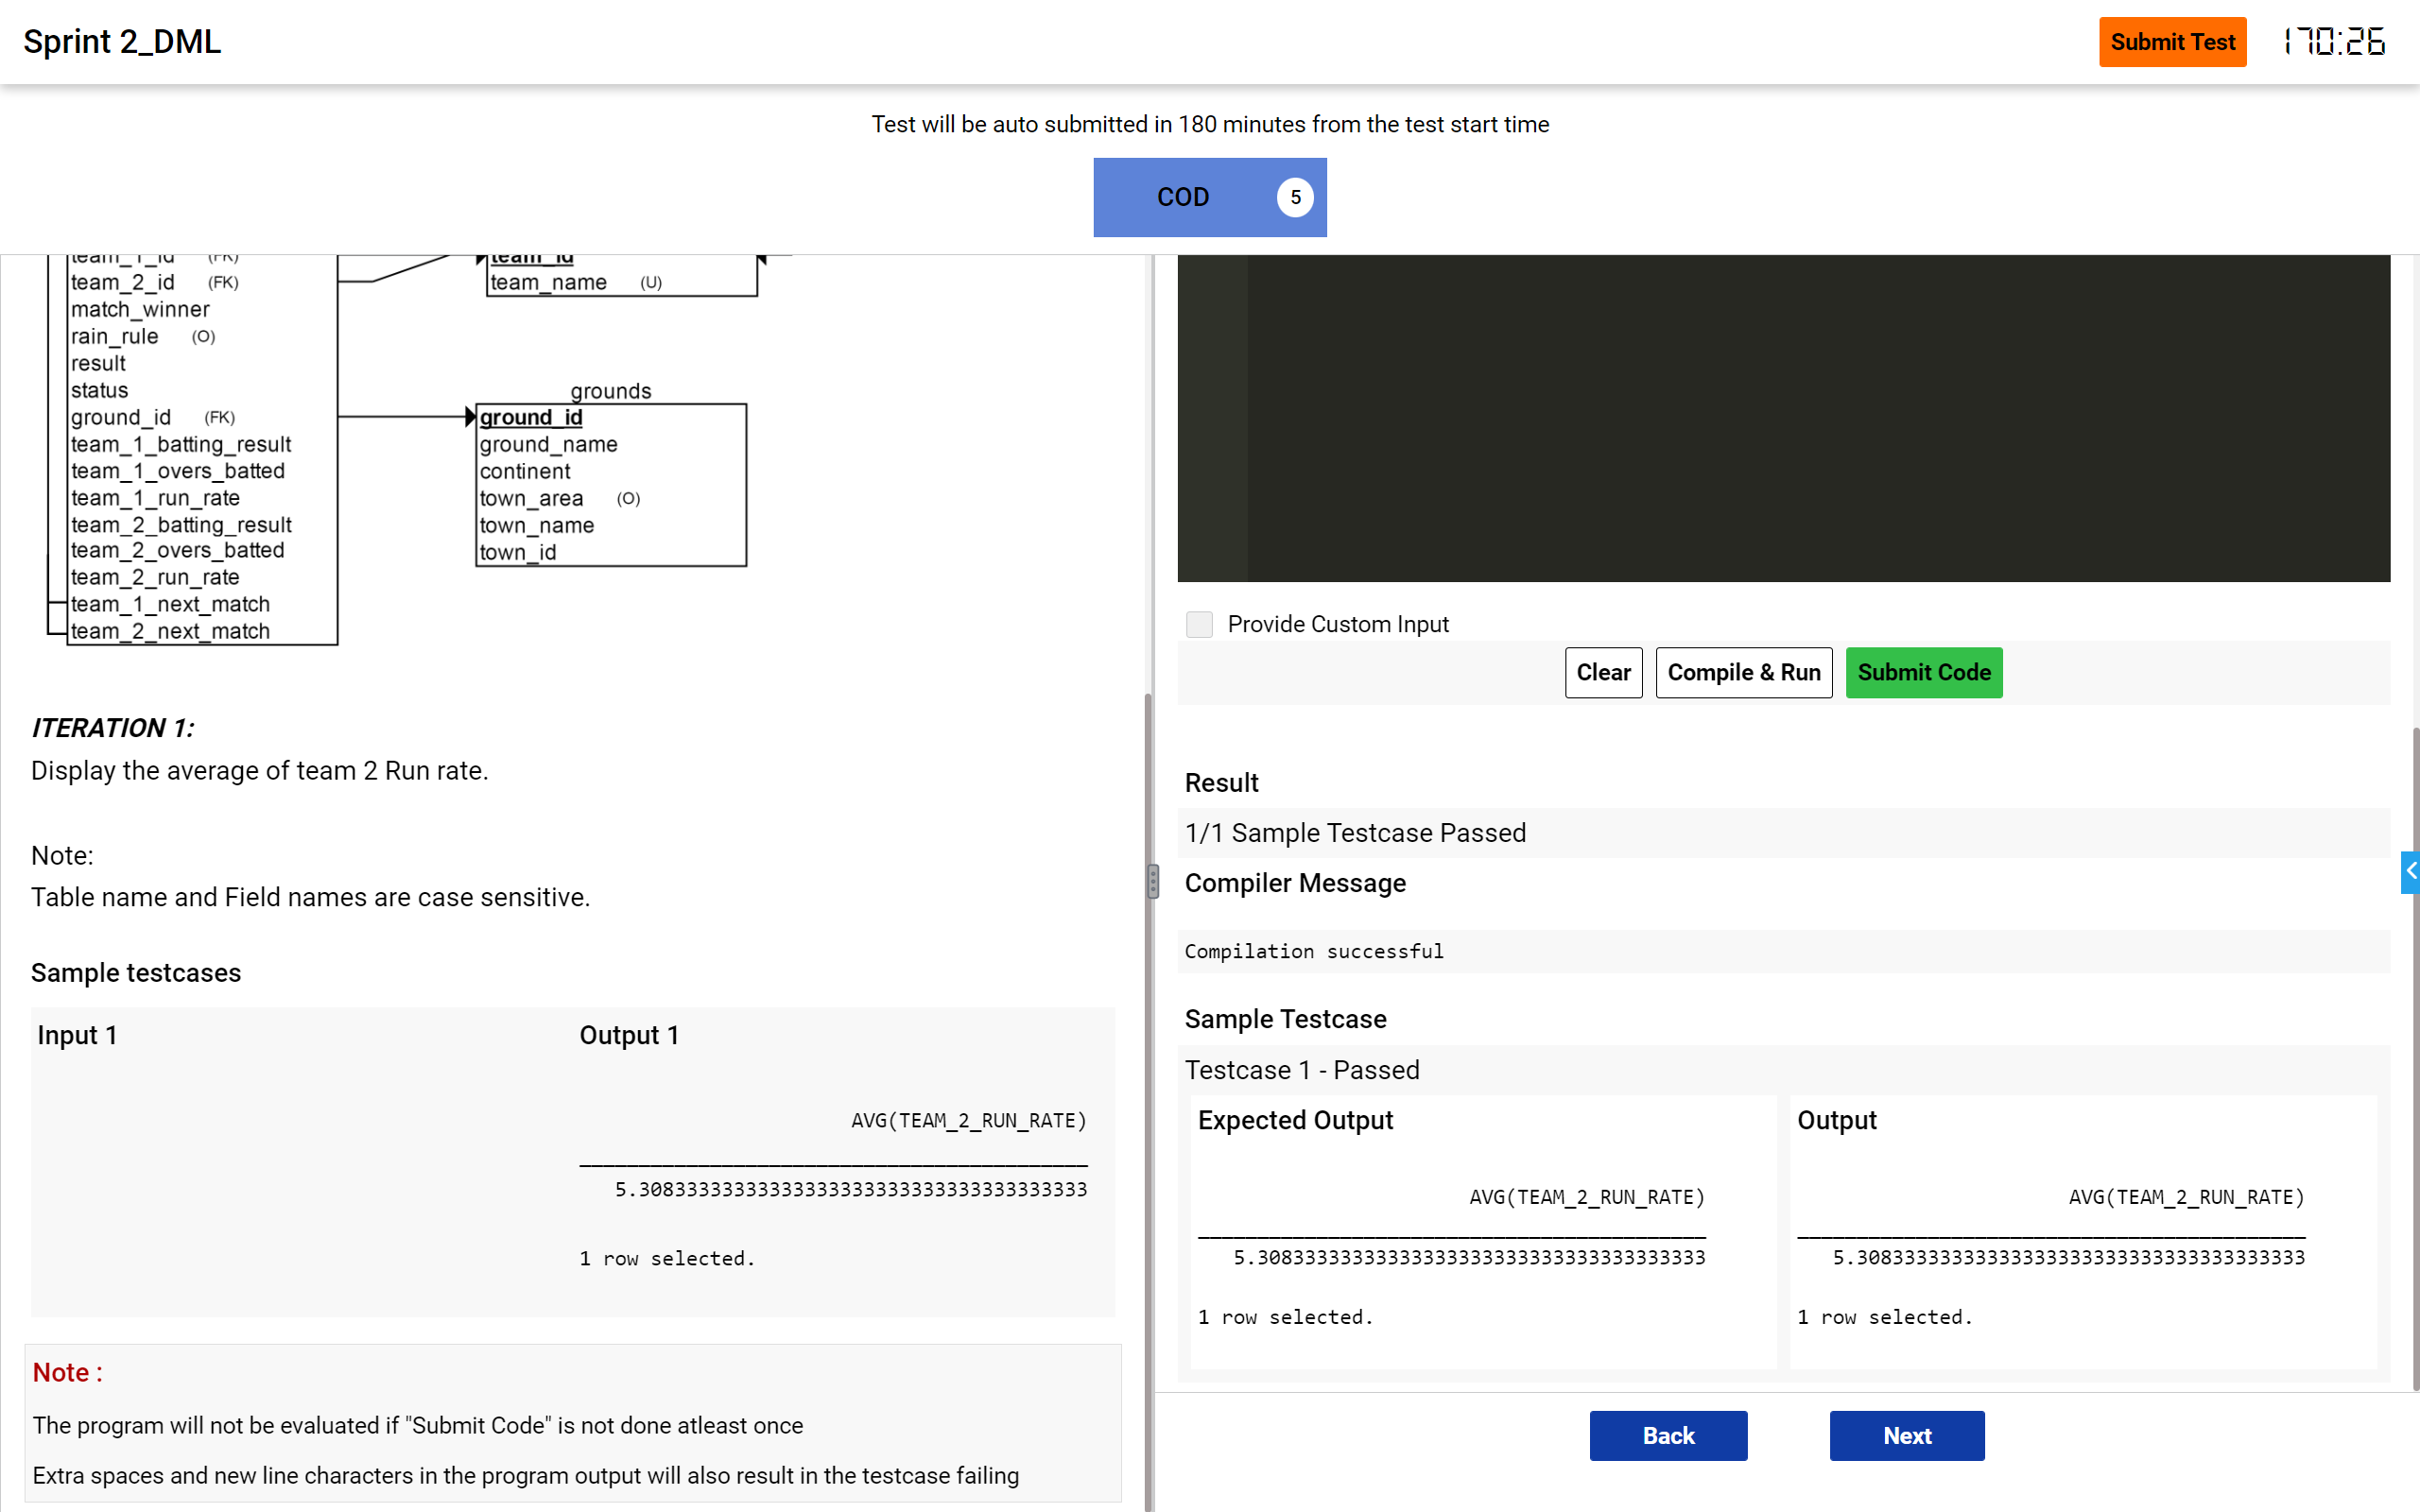 Sprint 2_DML
Submit Test
170:26
Test will be auto submitted in 180 minutes from the test start time
COD 5
team_1_id (FK)
team_2_id (FK)
match_winner
rain_rule (O)
result
status
ground_id (FK)
team_1_batting_result
team_1_overs_batted
team_1_run_rate
team_2_batting_result
team_2_overs_batted
team_2_run_rate
team_1_next_match
team_2_next_match
team_id
team_name (U)
grounds
ground_id
ground_name
continent
town_area (O)
town_name
town_id
ITERATION 1:
Display the average of team 2 Run rate.
Note:
Table name and Field names are case sensitive.
Sample testcases
Input 1
Output 1
AVG(TEAM_2_RUN_RATE)
5.30833333333333333333333333333333333333
1 row selected.
Note :
The program will not be evaluated if "Submit Code" is not done atleast once
Extra spaces and new line characters in the program output will also result in the testcase failing
Provide Custom Input
Clear
Compile & Run
Submit Code
Result
1/1 Sample Testcase Passed
Compiler Message
Compilation successful
Sample Testcase
Testcase 1 - Passed
Expected Output
AVG(TEAM_2_RUN_RATE)
5.30833333333333333333333333333333333333
1 row selected.
Output
AVG(TEAM_2_RUN_RATE)
5.30833333333333333333333333333333333333
1 row selected.
Back
Next